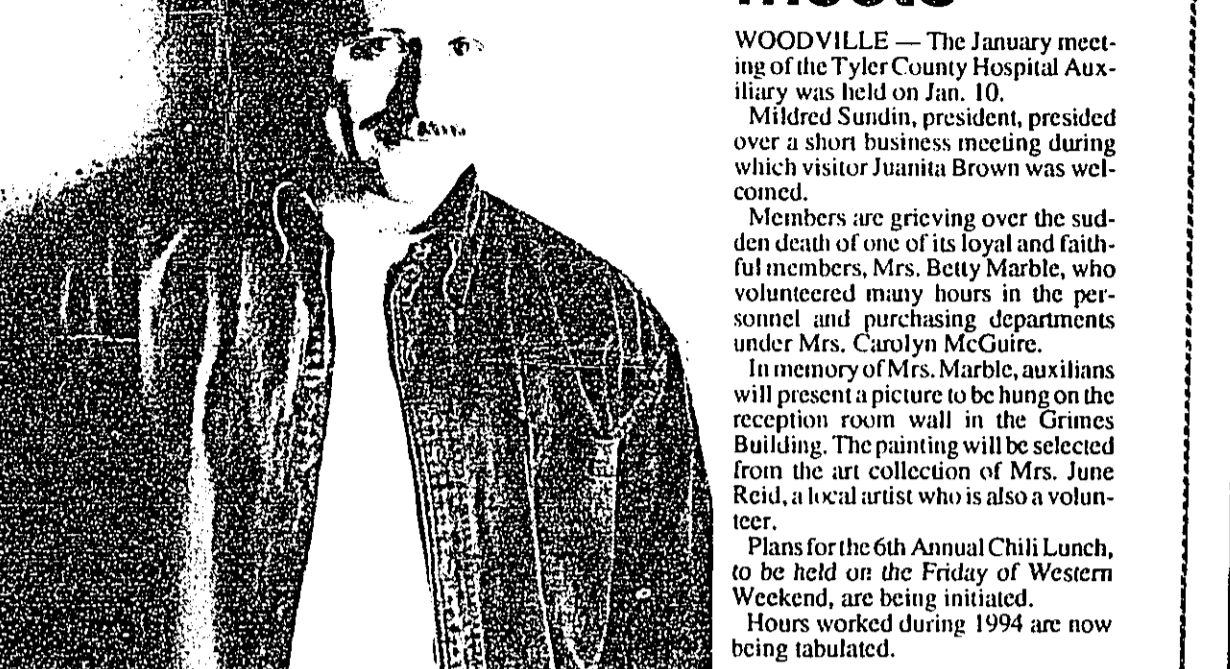 WOODVILLE — The January meet-
ing of the Tyler County Hospital Aux-
iliary was held on Jan. 10.
Mildred Sundin, president, presided
over a short business meeting during
which visitor Juanita Brown was wel-
comed.
Members are grieving over the sud-
den death of one of its loyal and faith-
ful members, Mrs. Betty Marble, who
volunteered many hours in the per-
sonnel and purchasing departments
under Mrs. Carolyn McGuire.
In memory of Mrs. Marble, auxilians
will present a picture to be hung on the
reception room wall in the Grimes
Building. The painting will be selected
from the art collection of Mrs. June
Reid, a local artist who is also a volun-
teer.
Plans for the 6th Annual Chili Lunch,
to be held on the Friday of Western
Weekend, are being initiated.
Hours worked during 1994 are now
being tabulated.